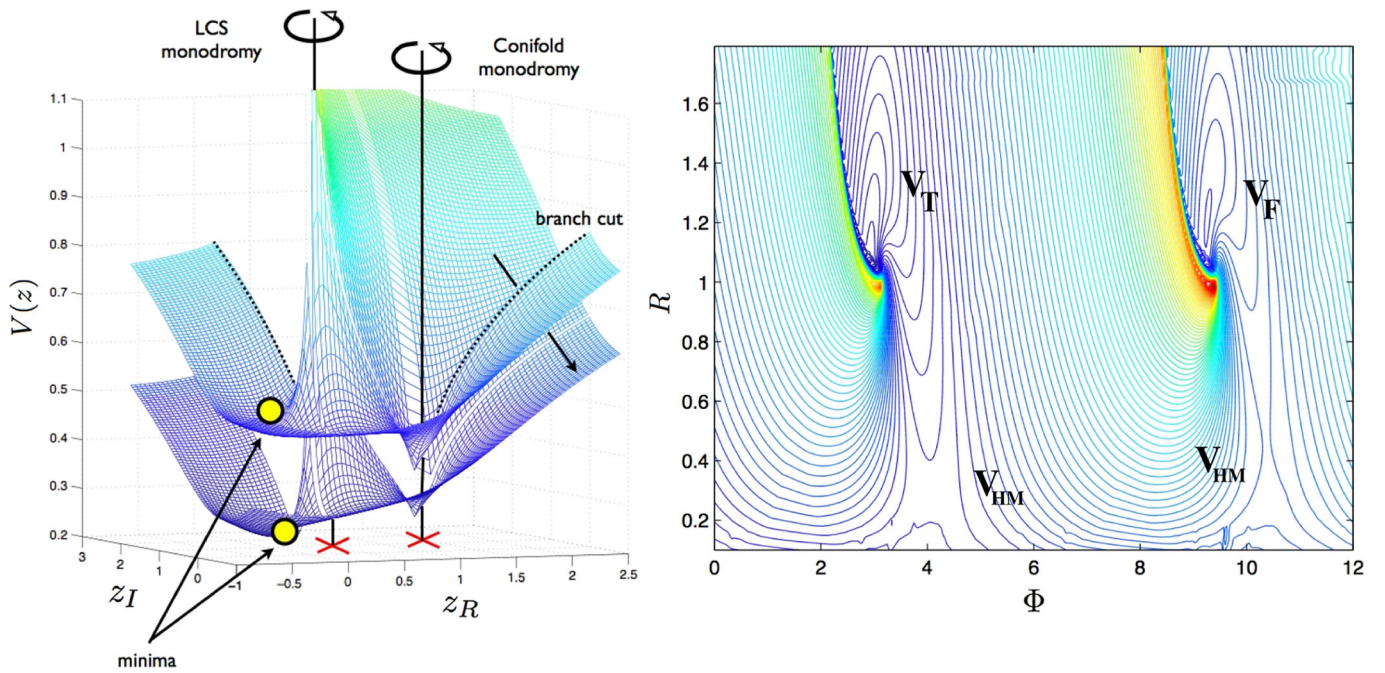 LCS
monodromy
Conifold
monodromy
1.1
1
0.9
0.8
0.7
0.6
0.5
0.4
0.3
0.2
V(z)
branch cut
3
2
1
0
-1
-0.5
0
0.5
1
1.5
2
2.5
z_I
z_R
minima
1.6
1.4
1.2
1
0.8
0.6
0.4
0.2
R
V_T
V_F
V_HM
V_HM
0 2 4 6 8 10 12
Φ